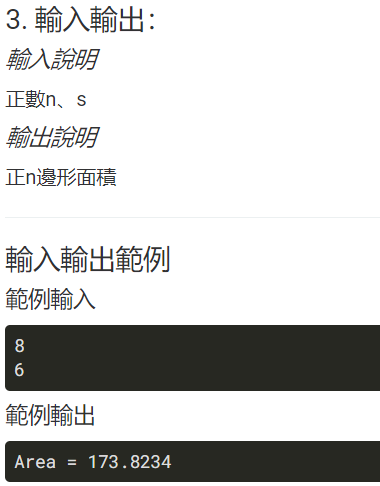 3. 輸入輸出：
輸入說明
正數n、s
輸出說明
正n邊形面積
輸入輸出範例
範例輸入
8
6
範例輸出
Area = 173.8234